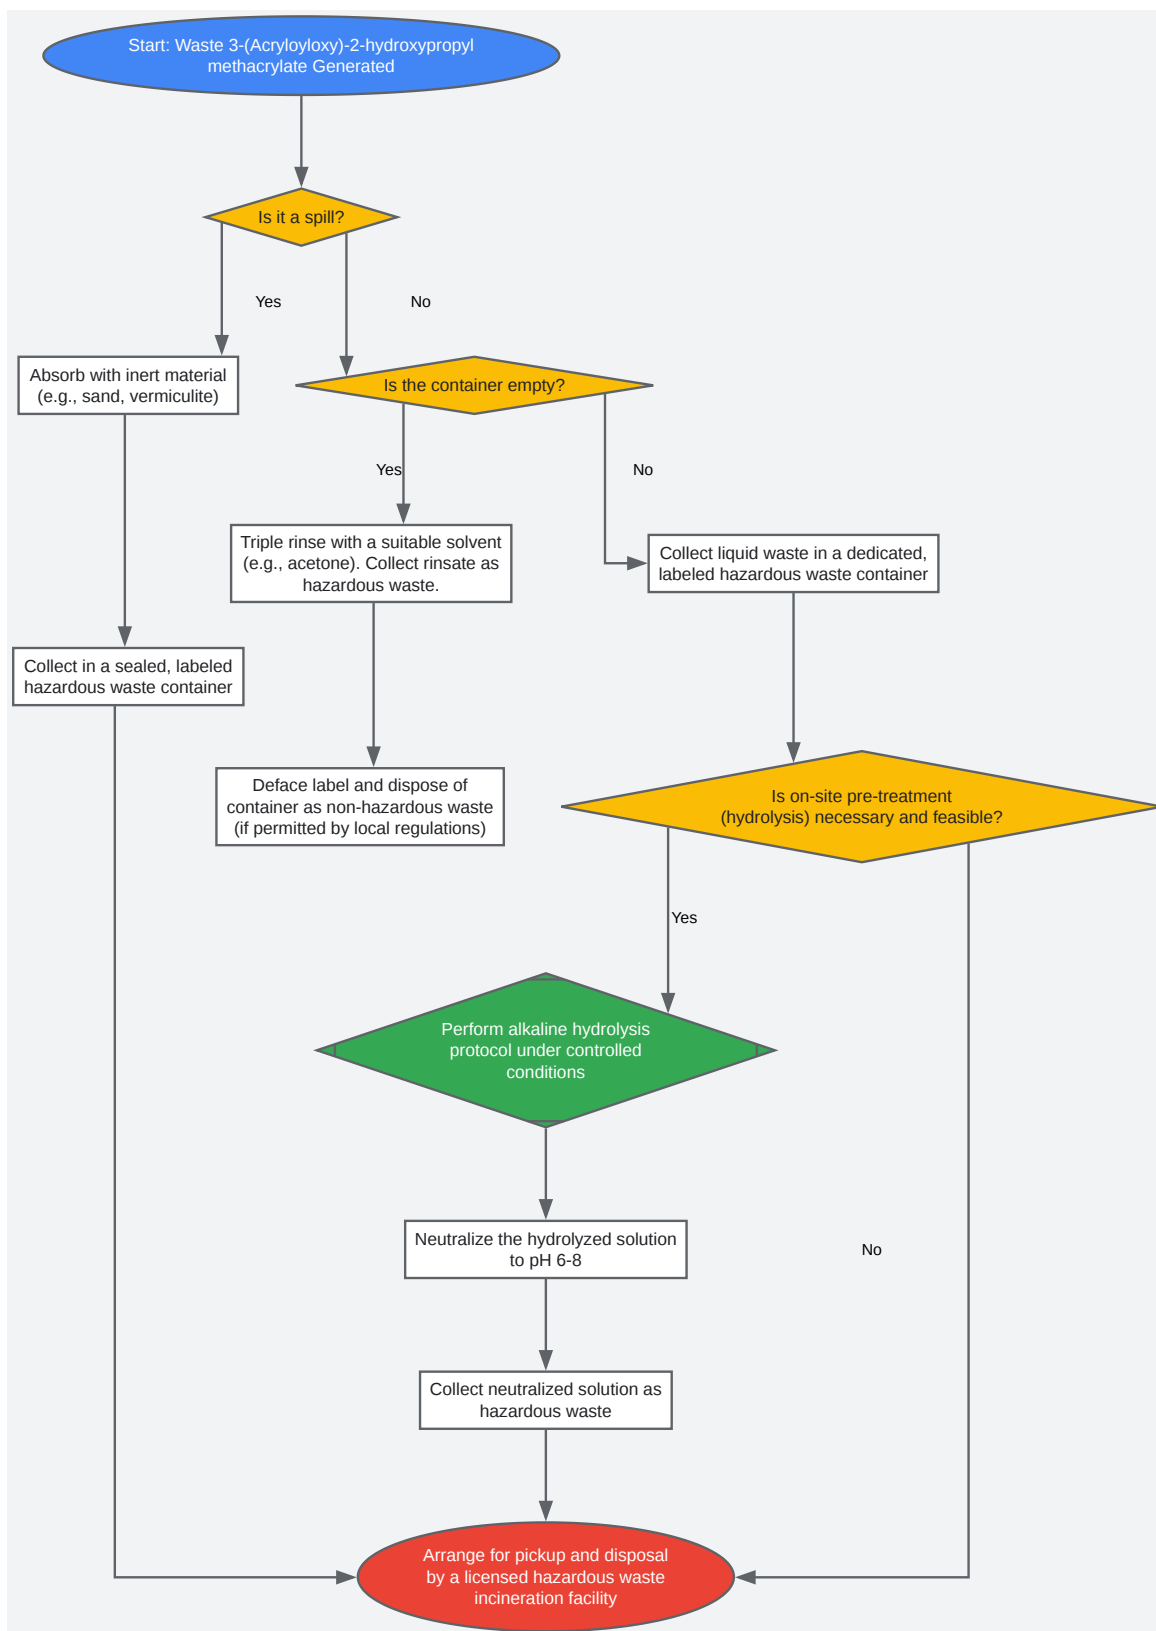 Start: Waste 3-(Acryloyloxy)-2-hydroxypropyl
methacrylate Generated
Is it a spill?
Yes
No
Absorb with inert material
(e.g., sand, vermiculite)
Is the container empty?
Yes
No
Triple rinse with a suitable solvent
(e.g., acetone). Collect rinsate as
hazardous waste.
Collect liquid waste in a dedicated,
labeled hazardous waste container
Collect in a sealed, labeled
hazardous waste container
Deface label and dispose of
container as non-hazardous waste
(if permitted by local regulations)
Is on-site pre-treatment
(hydrolysis) necessary and feasible?
Yes
Perform alkaline hydrolysis
protocol under controlled
conditions
Neutralize the hydrolyzed solution
to pH 6-8
No
Collect neutralized solution as
hazardous waste
Arrange for pickup and disposal
by a licensed hazardous waste
incineration facility